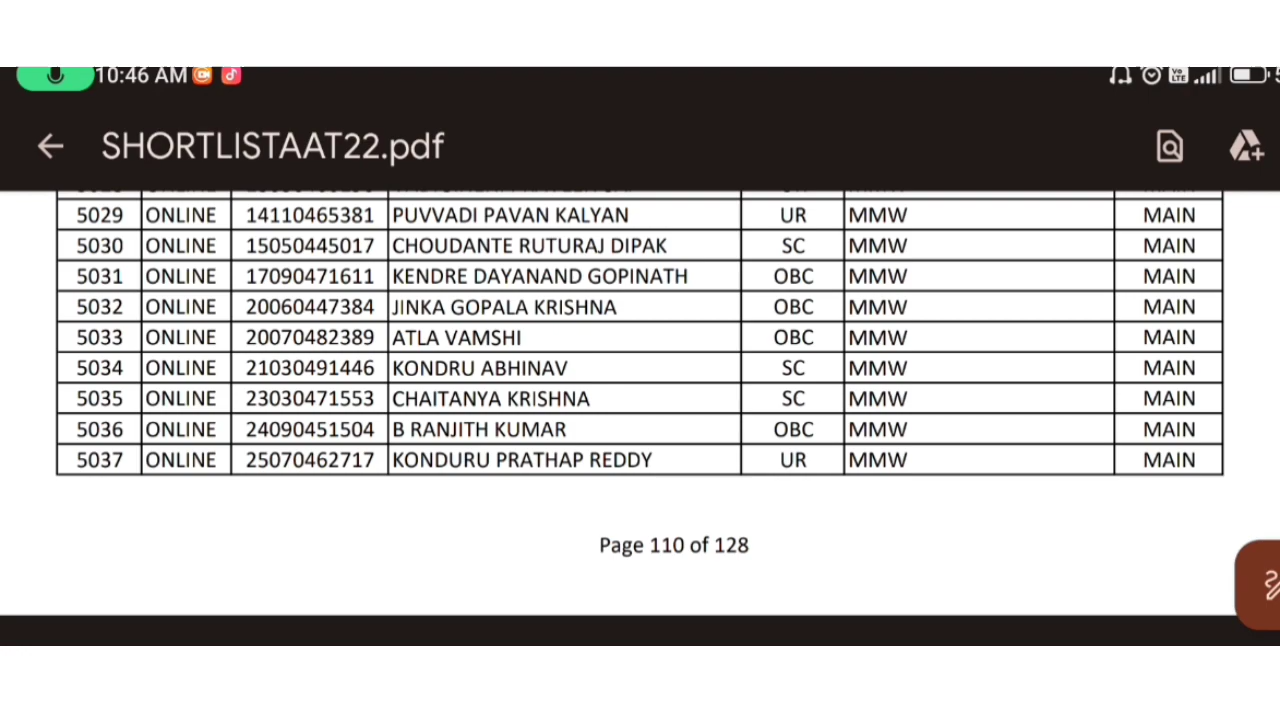 10:46 AM
Vo LTE
SHORTLISTAAT22.pdf
5029 ONLINE 14110465381 PUVVADI PAVAN KALYAN UR MMW MAIN
5030 ONLINE 15050445017 CHOUDANTE RUTURAJ DIPAK SC MMW MAIN
5031 ONLINE 17090471611 KENDRE DAYANAND GOPINATH OBC MMW MAIN
5032 ONLINE 20060447384 JINKA GOPALA KRISHNA OBC MMW MAIN
5033 ONLINE 20070482389 ATLA VAMSHI OBC MMW MAIN
5034 ONLINE 21030491446 KONDRU ABHINAV SC MMW MAIN
5035 ONLINE 23030471553 CHAITANYA KRISHNA SC MMW MAIN
5036 ONLINE 24090451504 B RANJITH KUMAR OBC MMW MAIN
5037 ONLINE 25070462717 KONDURU PRATHAP REDDY UR MMW MAIN
Page 110 of 128